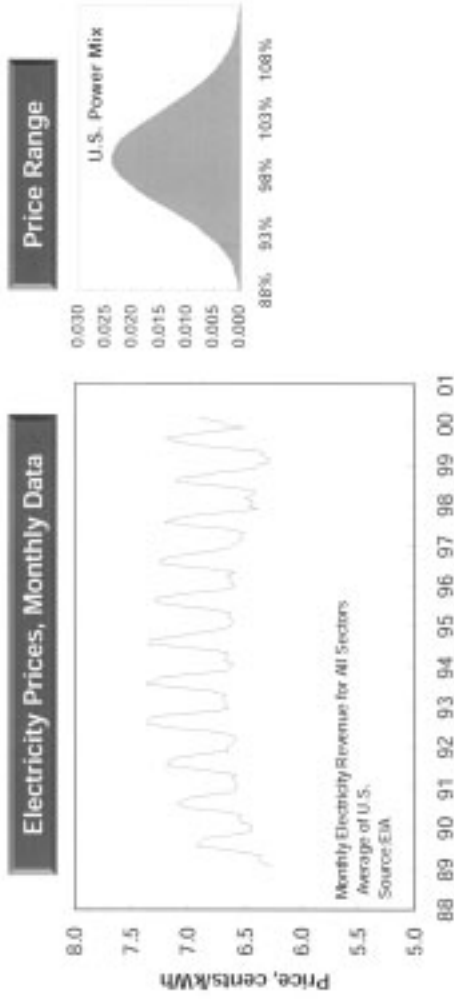 Electricity Prices, Monthly Data
Price, cents/kWh
8.0
7.5
7.0
6.5
6.0
5.5
5.0
Monthly Electricity Revenue for All Sectors
Average of U.S.
Source:EIA
88 89 90 91 92 93 94 95 96 97 98 99 00 01
Price Range
0.030
0.025
0.020
0.015
0.010
0.005
0.000
U.S. Power Mix
88% 93% 98% 103% 108%